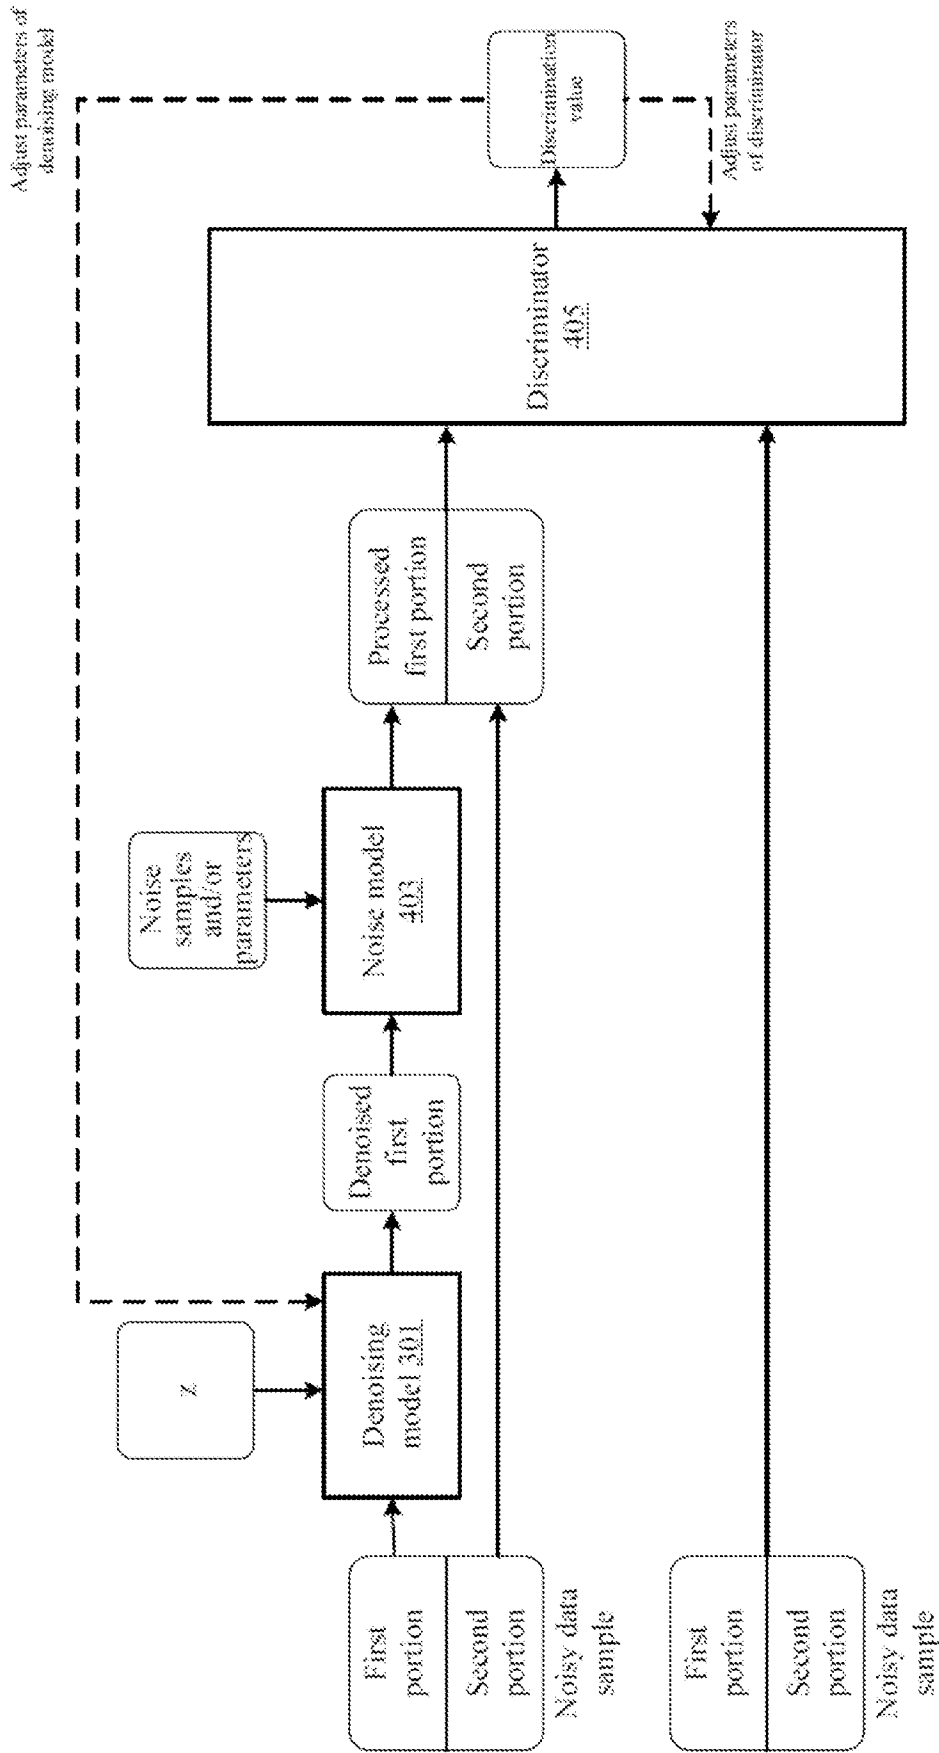 Adjust parameters of
denoising model
z
Noise
samples
and/or
parameters
First
portion
Second
portion
Noisy data
sample
Denoising
model 301
Denoised
first
portion
Noise model
403
Processed
first portion
Second
portion
Discriminator
405
Discrimination
value
Adjust parameters
of discriminator
First
portion
Second
portion
Noisy data
sample